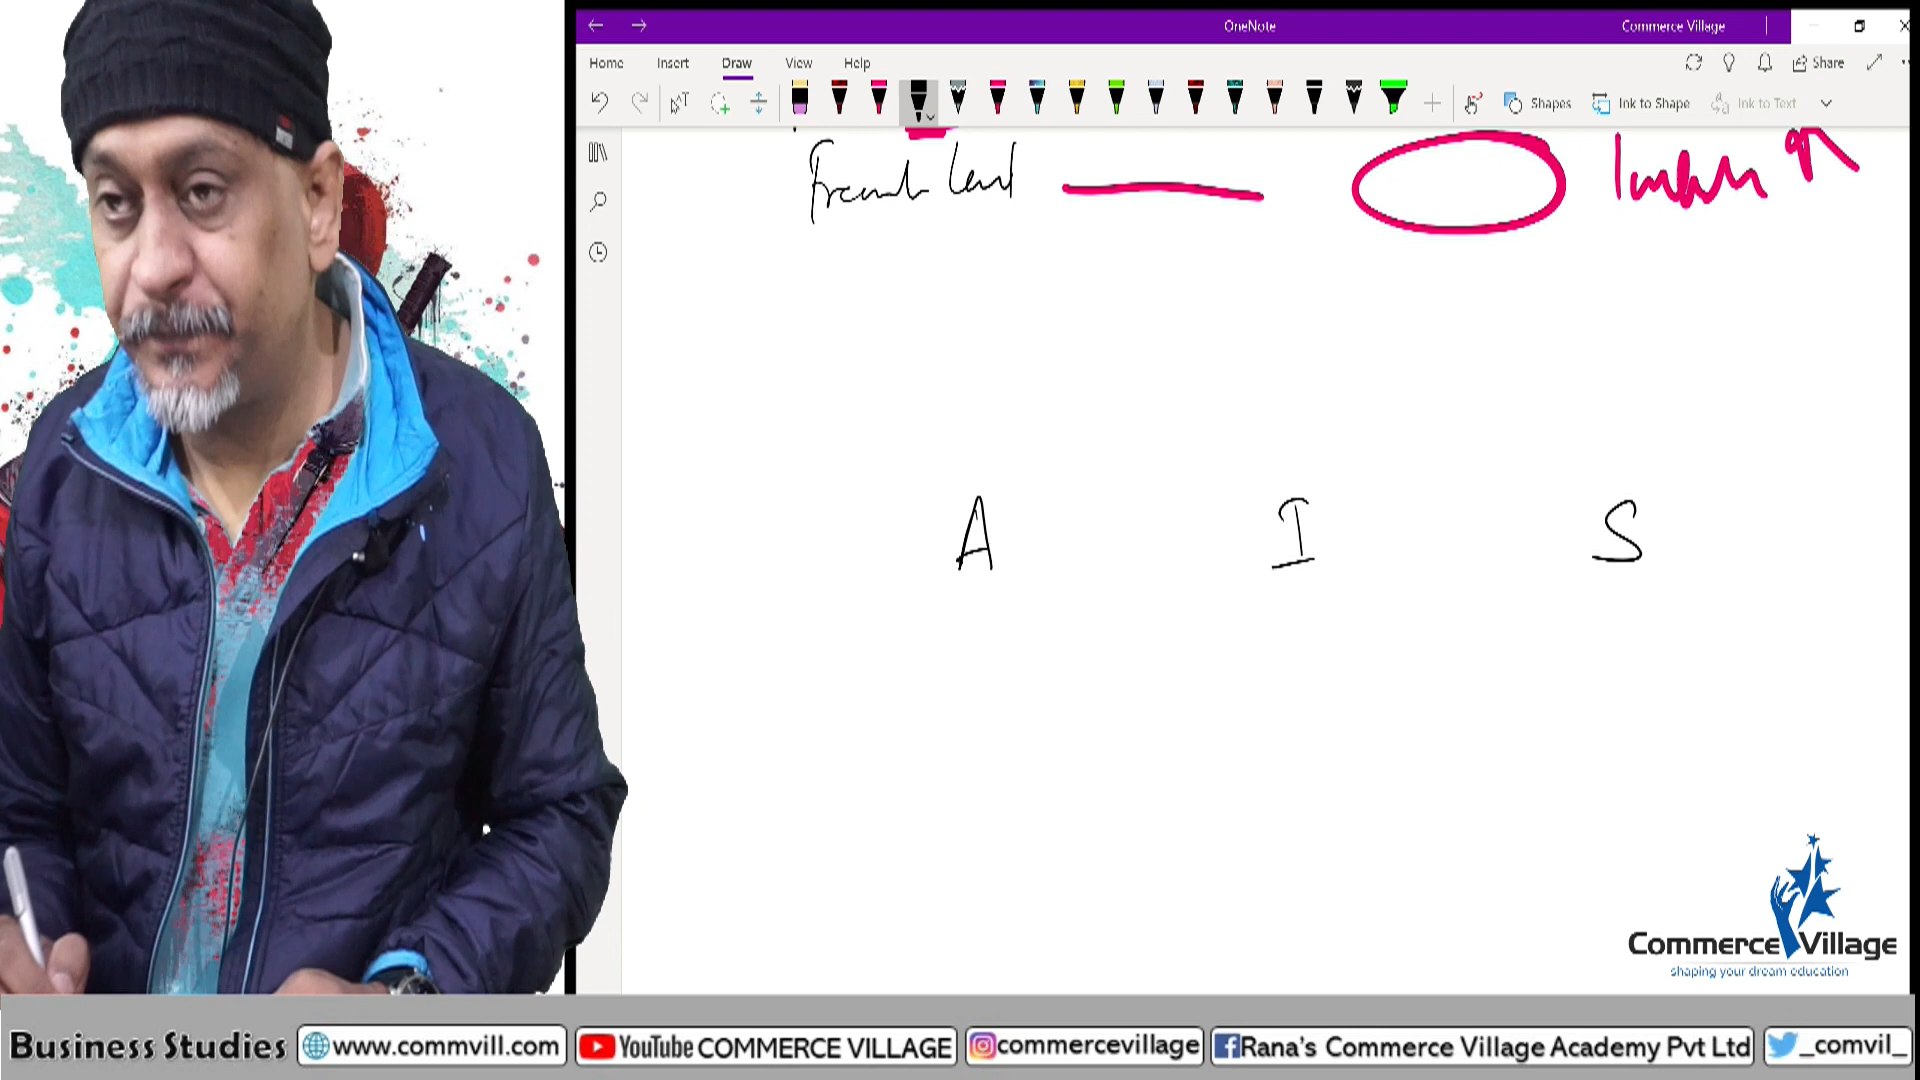 OneNote
Commerce Village
Home Insert Draw View Help
Share
Shapes Ink to Shape Ink to Text
A I S
Commerce Village
shaping your dream education
Business Studies www.commvill.com YouTube COMMERCE VILLAGE commercevillage Rana's Commerce Village Academy Pvt Ltd _comvil_